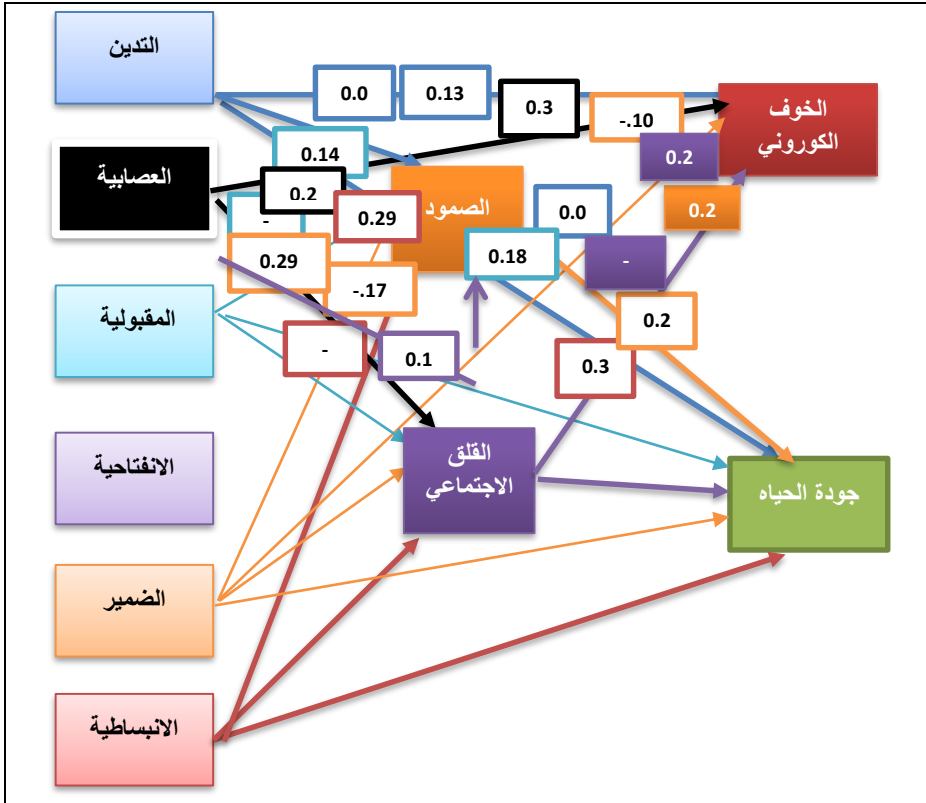 التدين
0.0
0.13
0.3
-.10
الخوف
الكوروني
0.14
0.2
العصابية
0.2
الصمود
-
0.29
0.0
0.2
0.29
0.18
-
-.17
0.2
المقبولية
-
0.1
0.3
الانفتاحية
القلق
الاجتماعي
جودة الحياه
الضمير
الانبساطية